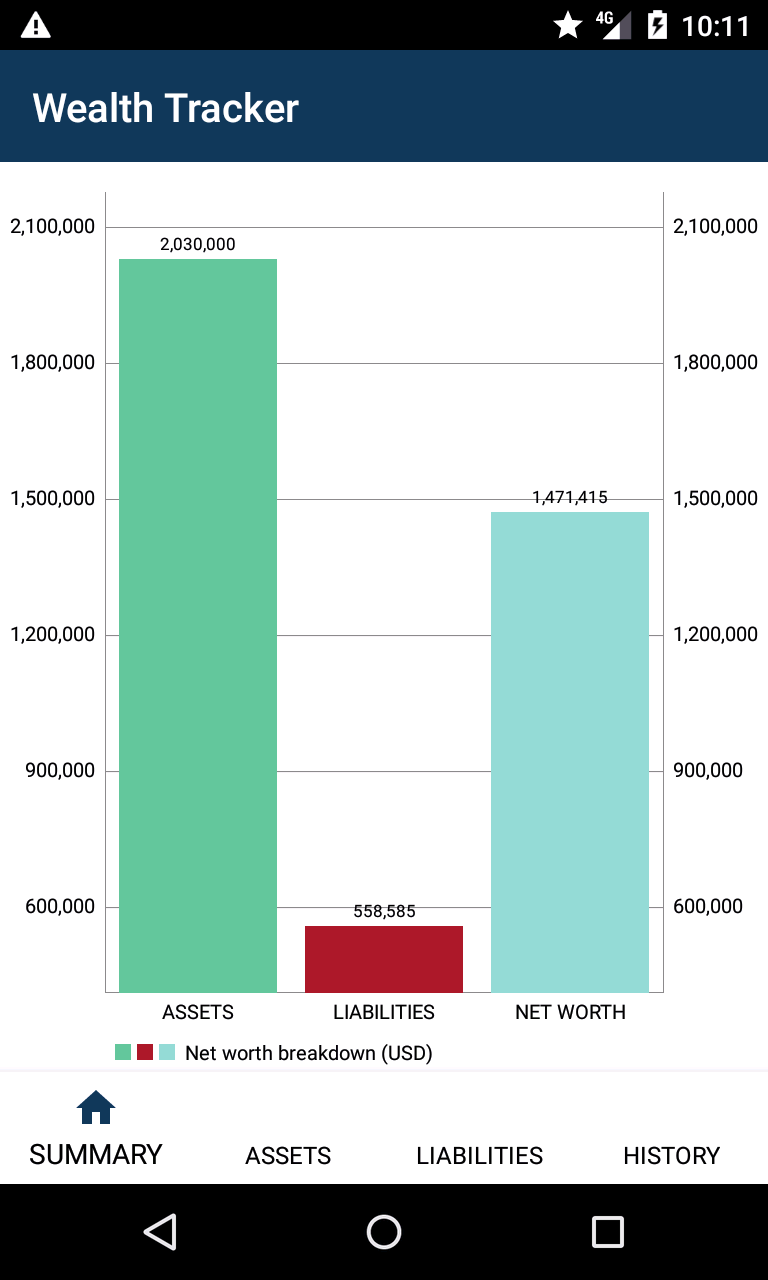 4G 10:11
Wealth Tracker
2,100,000 2,100,000
2,030,000
1,800,000 1,800,000
1,500,000 1,471,415 1,500,000
1,200,000 1,200,000
900,000 900,000
600,000 558,585 600,000
ASSETS LIABILITIES NET WORTH
Net worth breakdown (USD)
SUMMARY ASSETS LIABILITIES HISTORY